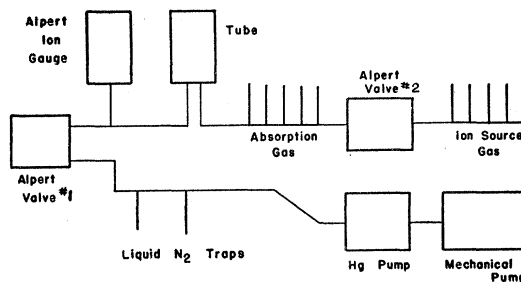 Alpert
Ion
Gauge
Tube
Alpert
Valve #2
Absorption
Gas
Ion Source
Gas
Alpert
Valve #1
Liquid N2 Traps
Hg Pump
Mechanical
Pump